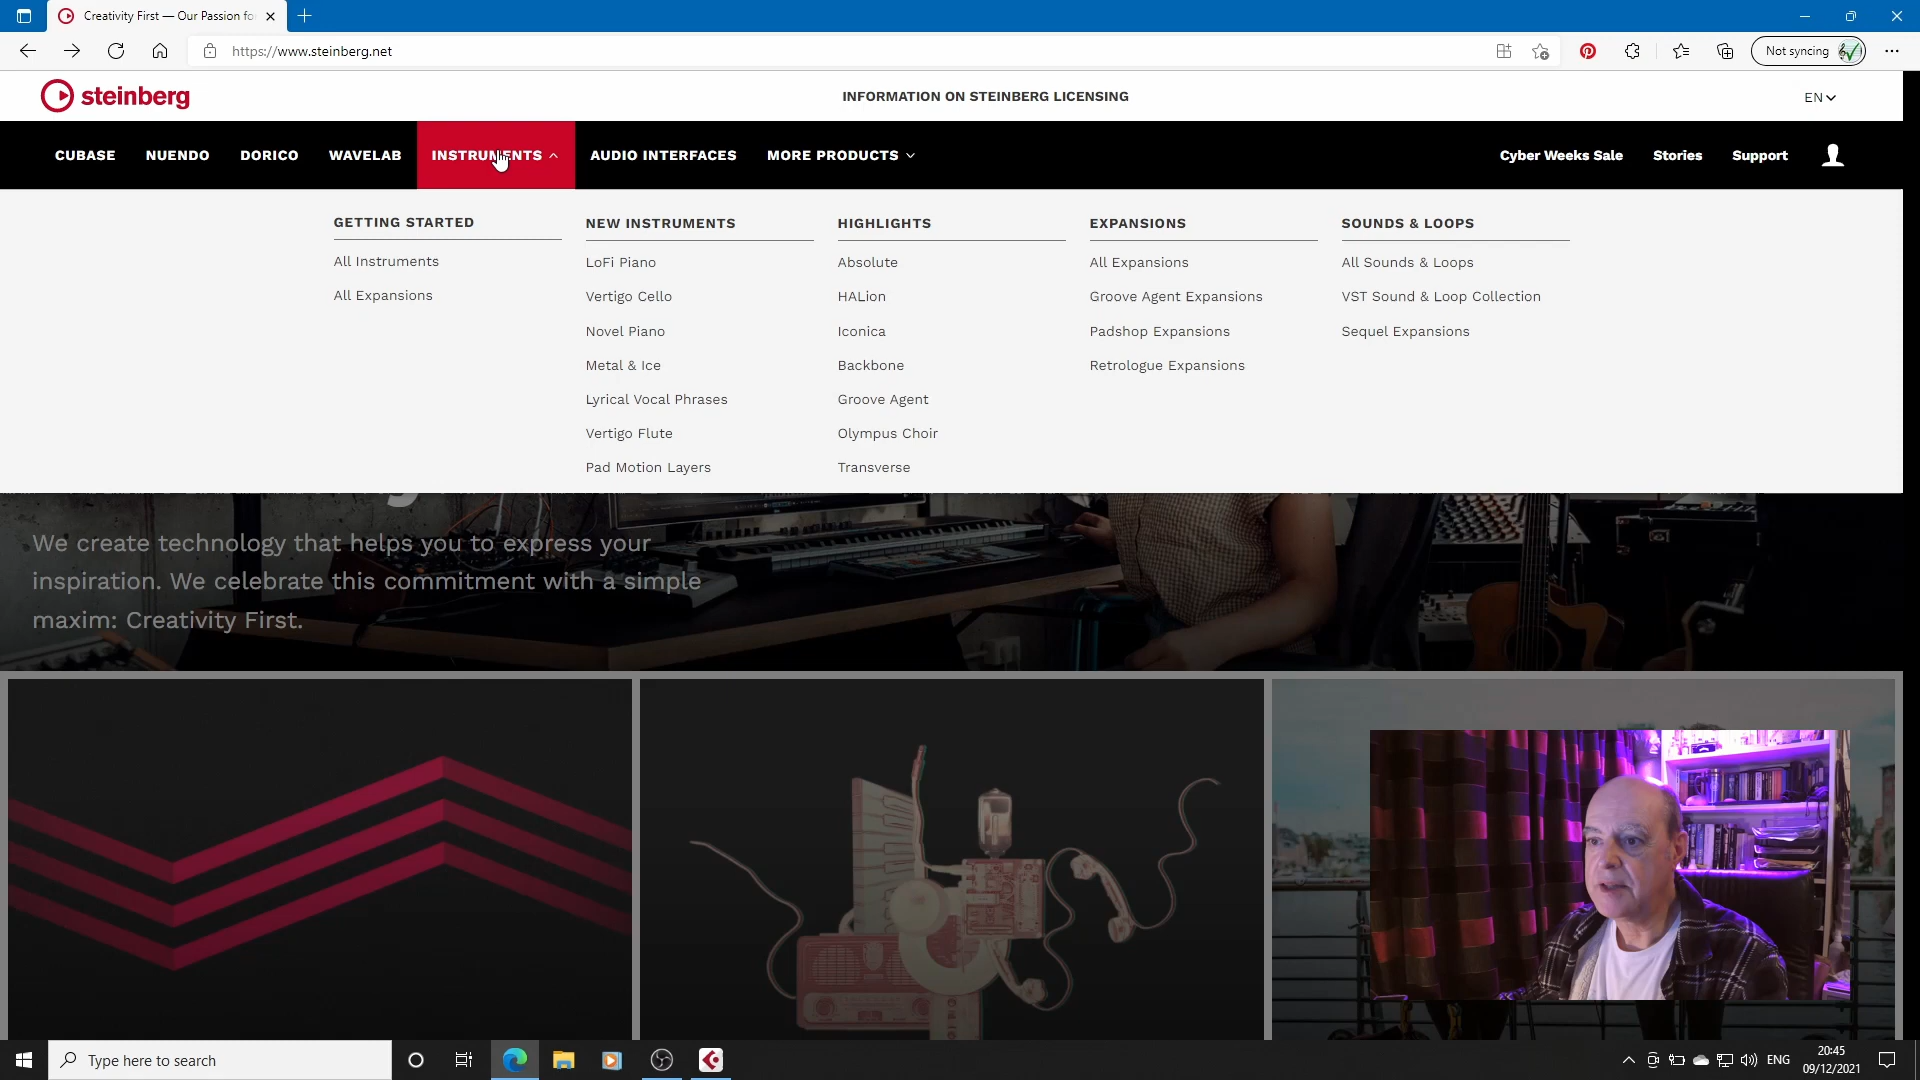 Creativity First — Our Passion fo
https://www.steinberg.net
Not syncing
steinberg
INFORMATION ON STEINBERG LICENSING
EN
CUBASE NUENDO DORICO WAVELAB INSTRUMENTS AUDIO INTERFACES MORE PRODUCTS Cyber Weeks Sale Stories Support
GETTING STARTED
All Instruments
All Expansions
NEW INSTRUMENTS
LoFi Piano
Vertigo Cello
Novel Piano
Metal & Ice
Lyrical Vocal Phrases
Vertigo Flute
Pad Motion Layers
HIGHLIGHTS
Absolute
HALion
Iconica
Backbone
Groove Agent
Olympus Choir
Transverse
EXPANSIONS
All Expansions
Groove Agent Expansions
Padshop Expansions
Retrologue Expansions
SOUNDS & LOOPS
All Sounds & Loops
VST Sound & Loop Collection
Sequel Expansions
We create technology that helps you to express your
inspiration. We celebrate this commitment with a simple
maxim: Creativity First.
Type here to search
ENG
20:45
09/12/2021